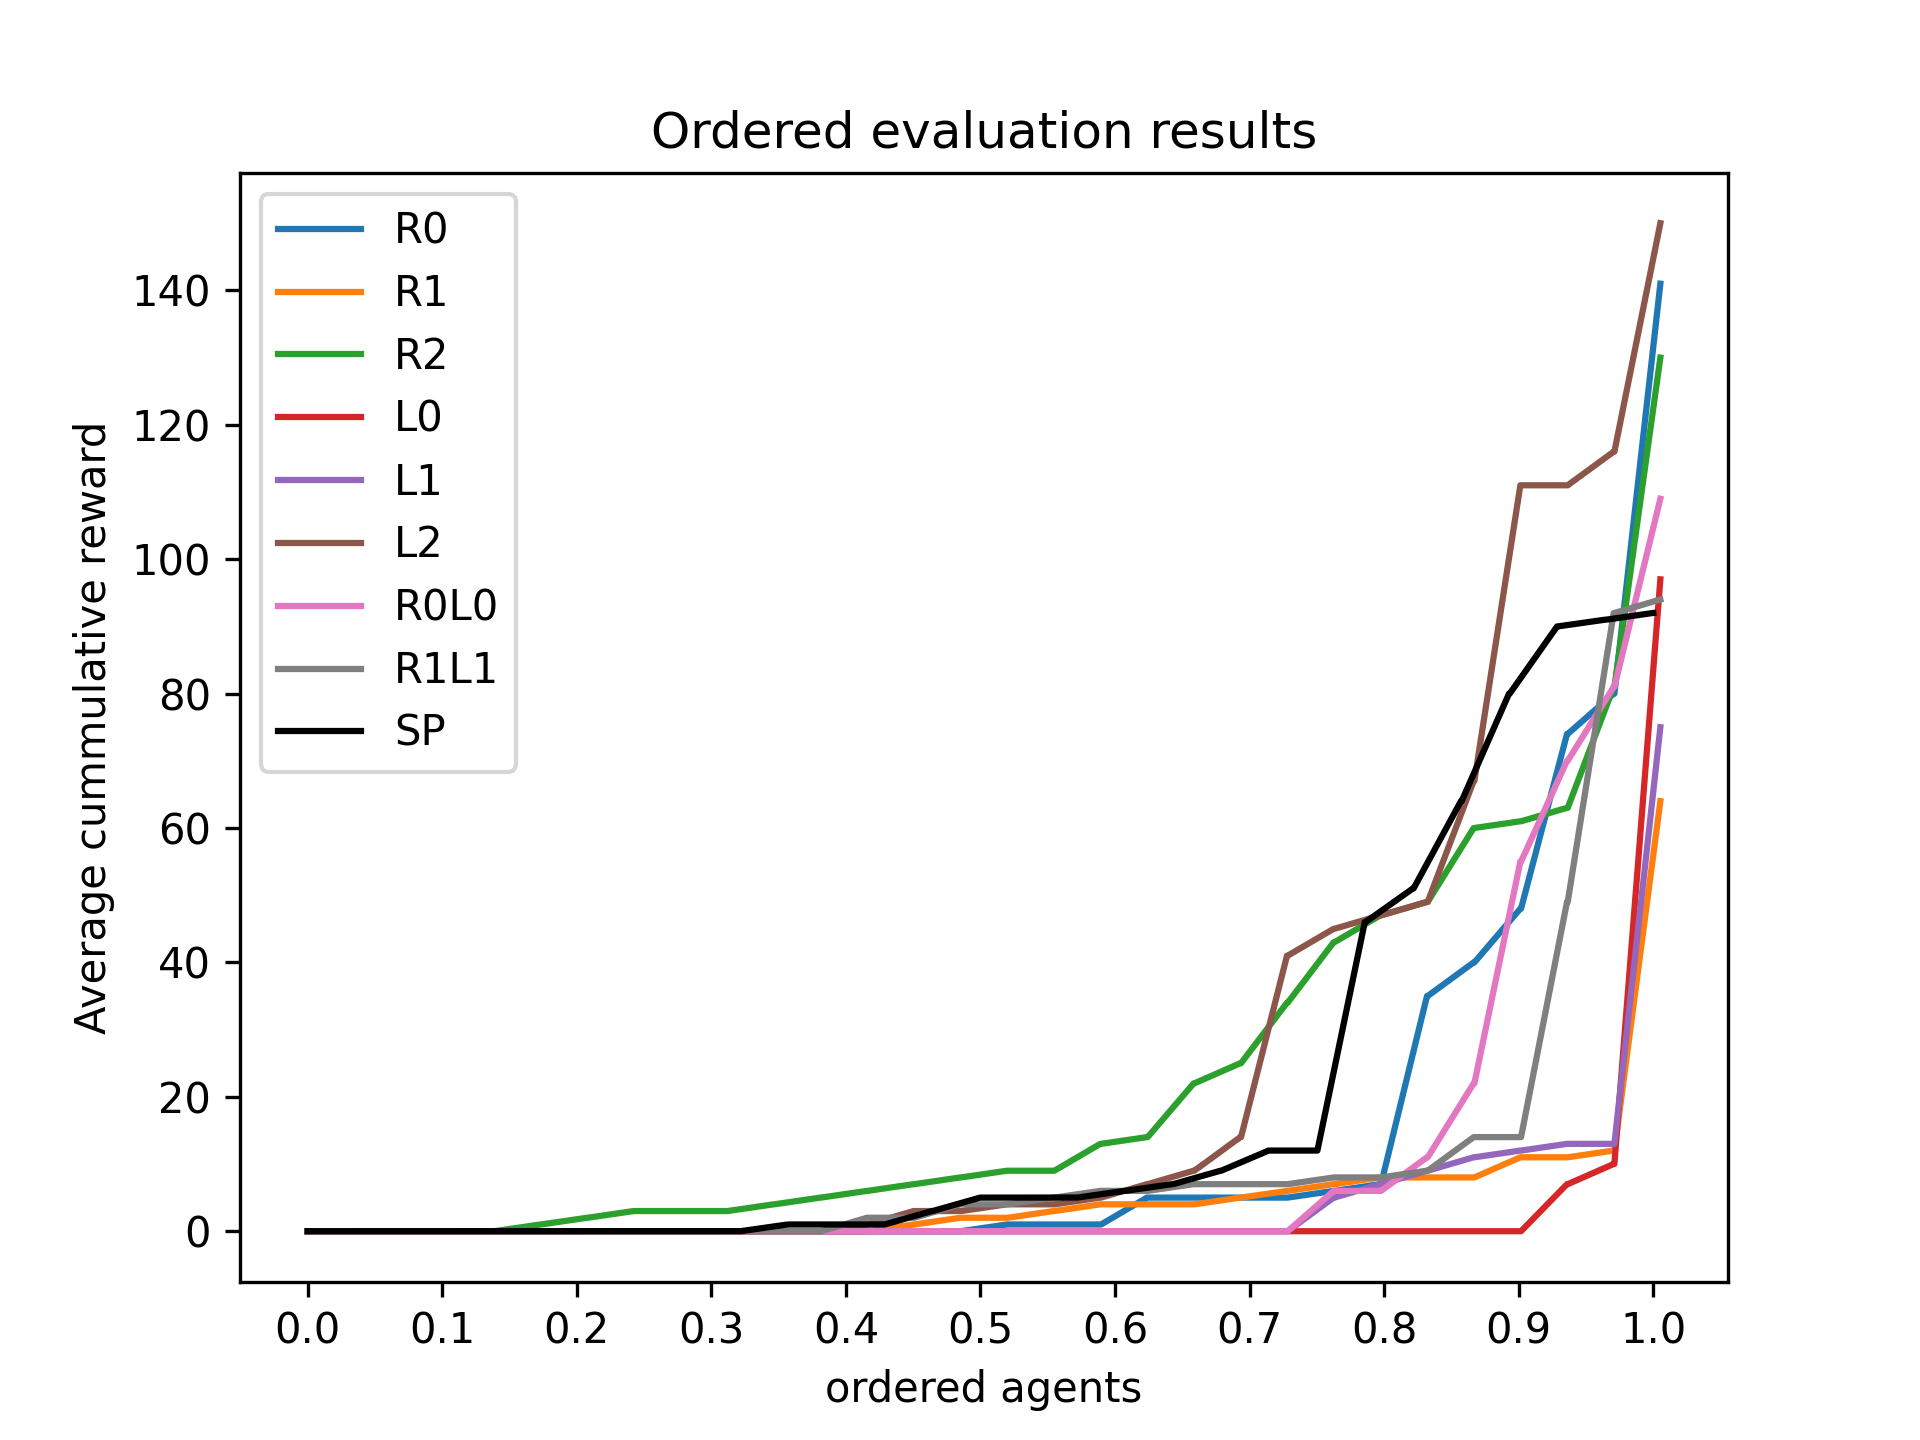 Ordered evaluation results
R0
R1
R2
L0
L1
L2
R0L0
R1L1
SP
Average cummulative reward
140
120
100
80
60
40
20
0
0.0 0.1 0.2 0.3 0.4 0.5 0.6 0.7 0.8 0.9 1.0
ordered agents